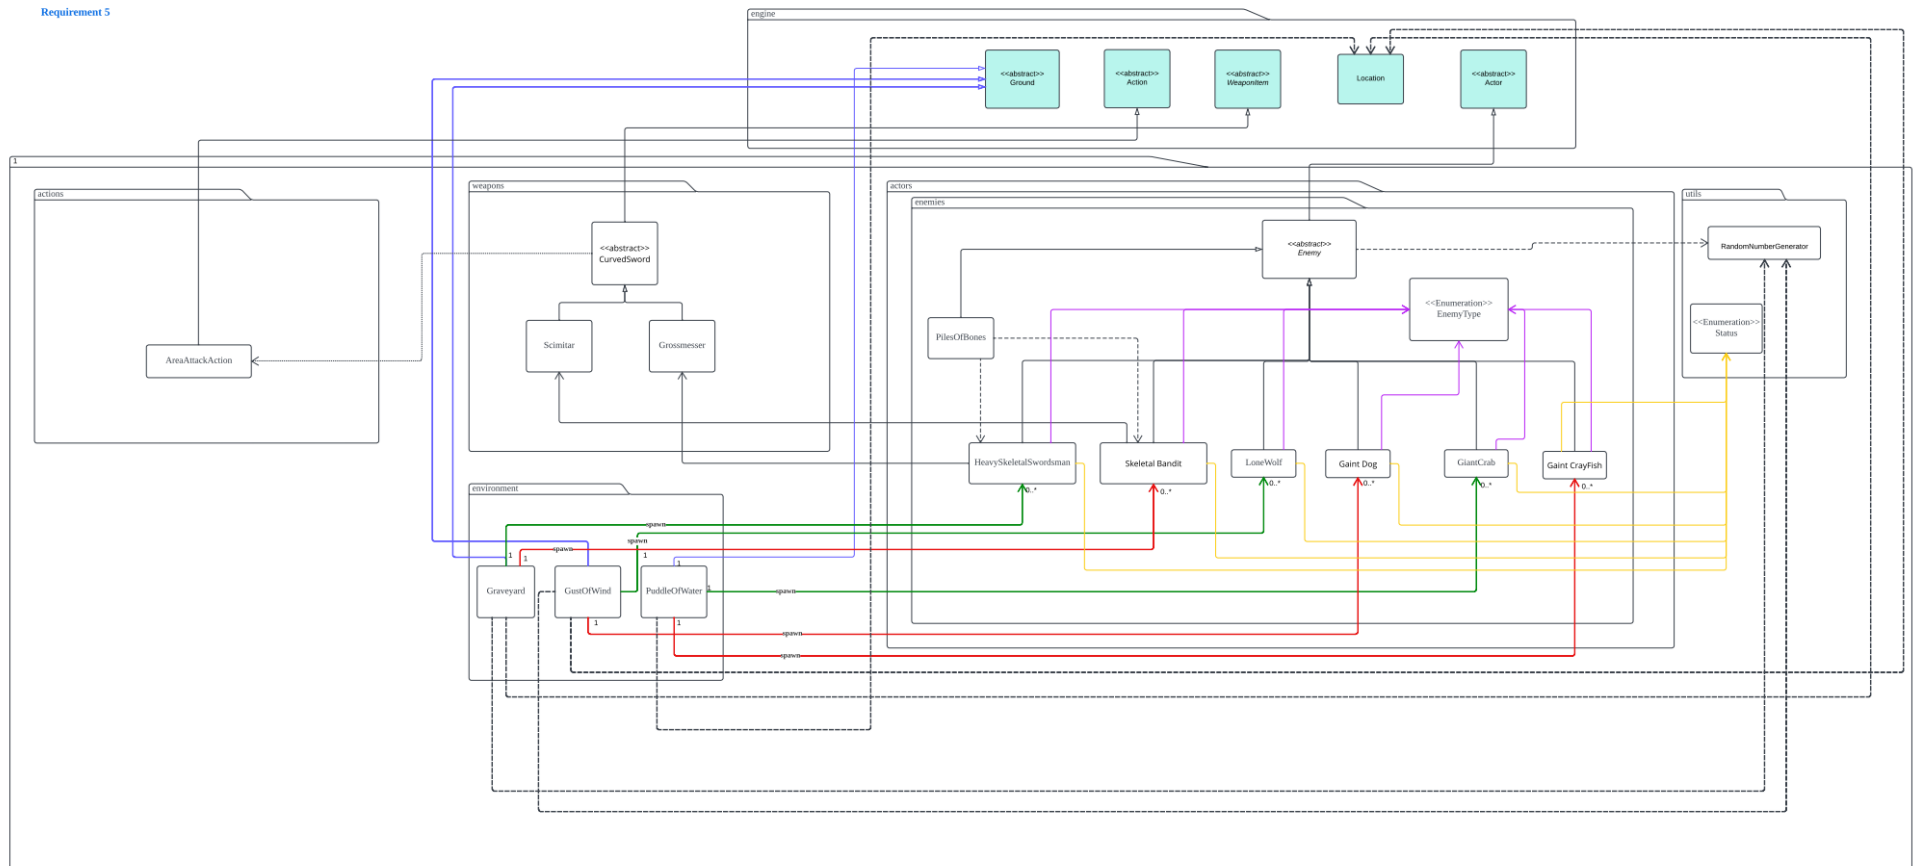 Requirement 5
engine
<<abstract>>
Ground
<<abstract>>
Action
<<abstract>>
WeaponItem
Location
<<abstract>>
Actor
1
actions
weapons
actors
enemies
utils
<<abstract>>
CurvedSword
<<abstract>>
Enemy
RandomNumberGenerator
<<Enumeration>>
EnemyType
<<Enumeration>>
Status
AreaAttackAction
Scimitar
Grossmesser
PilesOfBones
HeavySkeletalSwordsman
Skeletal Bandit
LoneWolf
Gaint Dog
GiantCrab
Gaint CrayFish
0..*
0..*
0..*
0..*
0..*
0..*
environment
spawn
spawn
spawn
1
1
1
1
Graveyard
GustOfWind
PuddleOfWater
1
spawn
1
1
spawn
spawn